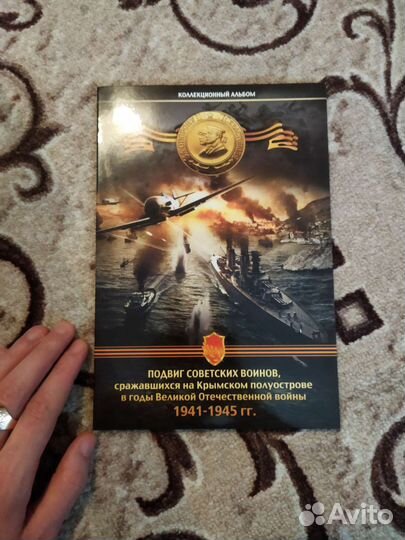 КОЛЛЕКЦИОННЫЙ АЛЬБОМ
ПОДВИГ СОВЕТСКИХ ВОИНОВ,
сражавшихся на Крымском полуострове
в годы Великой Отечественной войны
1941-1945 гг.
Avito